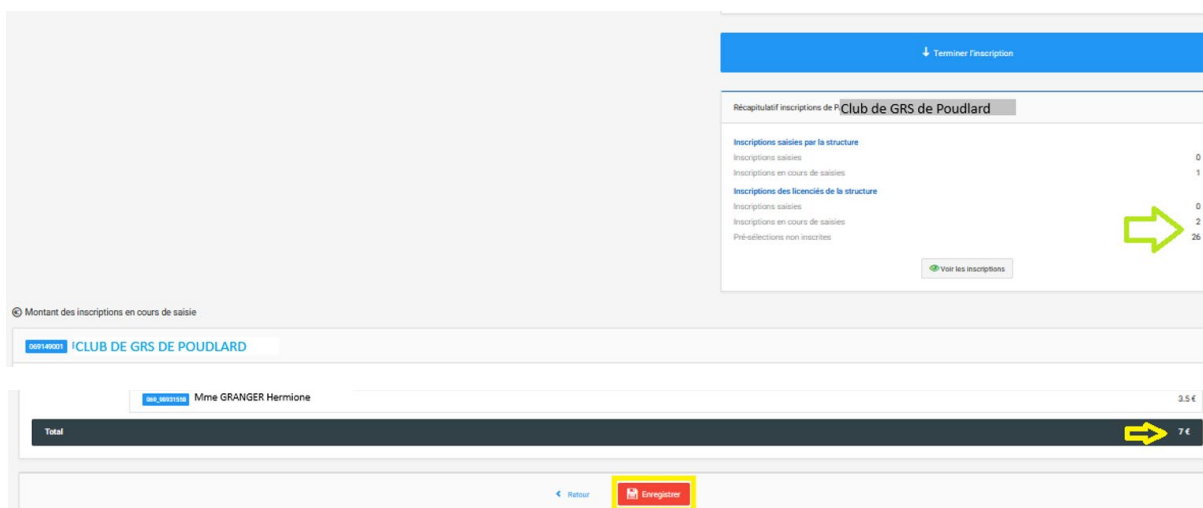 Terminer l'inscription
Récapitulatif inscriptions de P Club de GRS de Poudlard
Inscriptions saisies par la structure
Inscriptions saisies 0
Inscriptions en cours de saisies 1
Inscriptions des licenciés de la structure
Inscriptions saisies 0
Inscriptions en cours de saisies 2
Pré-sélections non inscrites 26
Voir les inscriptions
Montant des inscriptions en cours de saisie
069149001 CLUB DE GRS DE POUDLARD
Mme GRANGER Hermione 3.5 €
Total 7 €
Retour Enregistrer